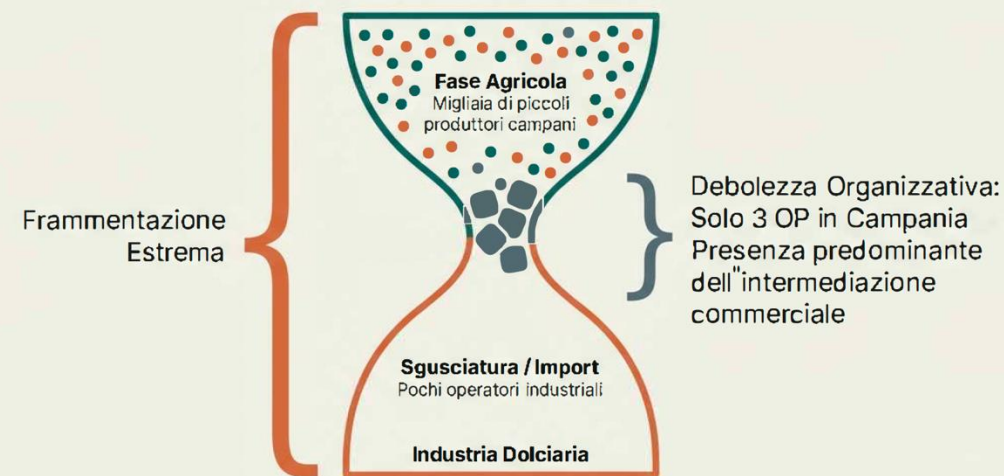 Fase Agricola
Migliaia di piccoli
produttori campani
Frammentazione
Estrema
Debolezza Organizzativa:
Solo 3 OP in Campania
Presenza predominante
dell"intermediazione
commerciale
Sgusciatura / Import
Pochi operatori industriali
Industria Dolciaria